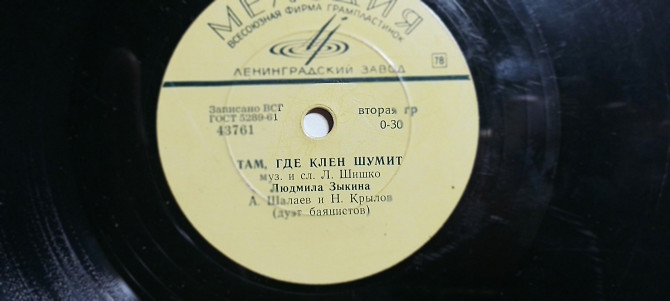 МЕЛОДИЯ
ВСЕСОЮЗНАЯ ФИРМА ГРАМПЛАСТИНОК
ЛЕНИНГРАДСКИЙ ЗАВОД
78
Записано ВСГ
ГОСТ 5289-61
43761
вторая гр
0-30
ТАМ, ГДЕ КЛЕН ШУМИТ
муз. и сл. Л. Шишко
Людмила Зыкина
А. Шалаев и Н. Крылов
(дуэт баянистов)